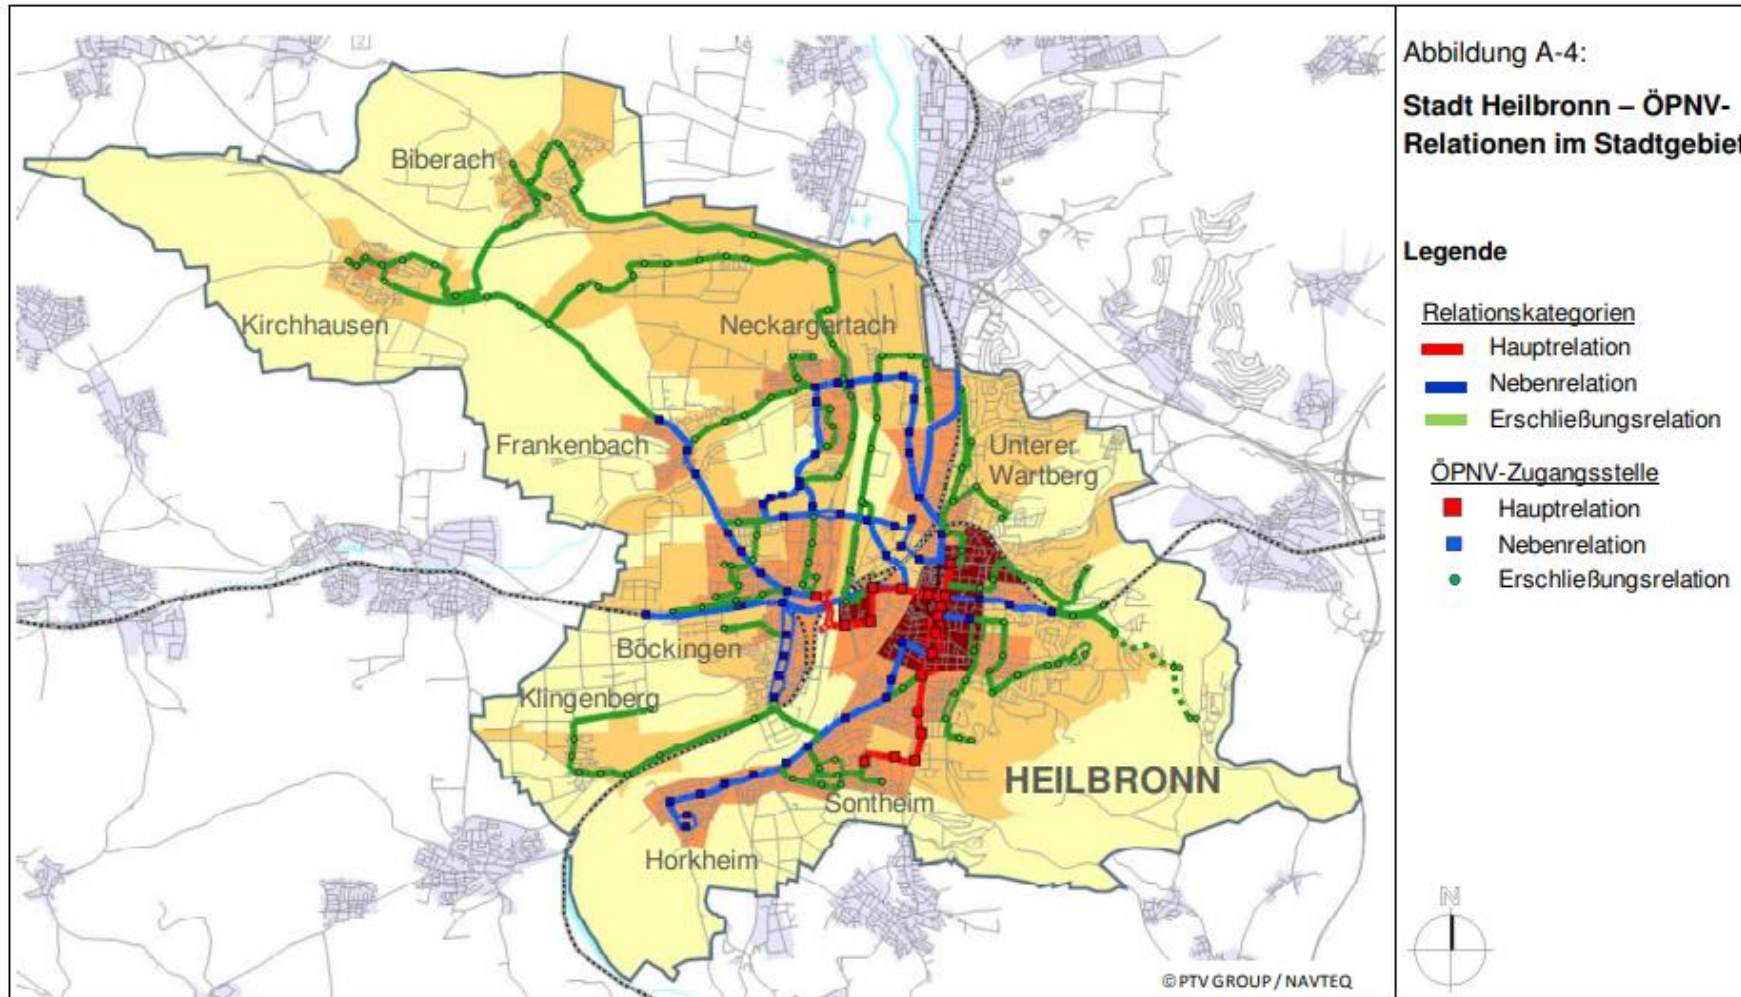 Abbildung A-4:
Stadt Heilbronn – ÖPNV-
Relationen im Stadtgebiet
Legende
Relationskategorien
Hauptrelation
Nebenrelation
Erschließungsrelation
ÖPNV-Zugangsstelle
Hauptrelation
Nebenrelation
Erschließungsrelation
N
Biberach
Kirchhausen
Neckargartach
Frankenbach
Unterer
Wartberg
Böckingen
Klingenberg
HEILBRONN
Sontheim
Horkheim
© PTV GROUP / NAVTEQ